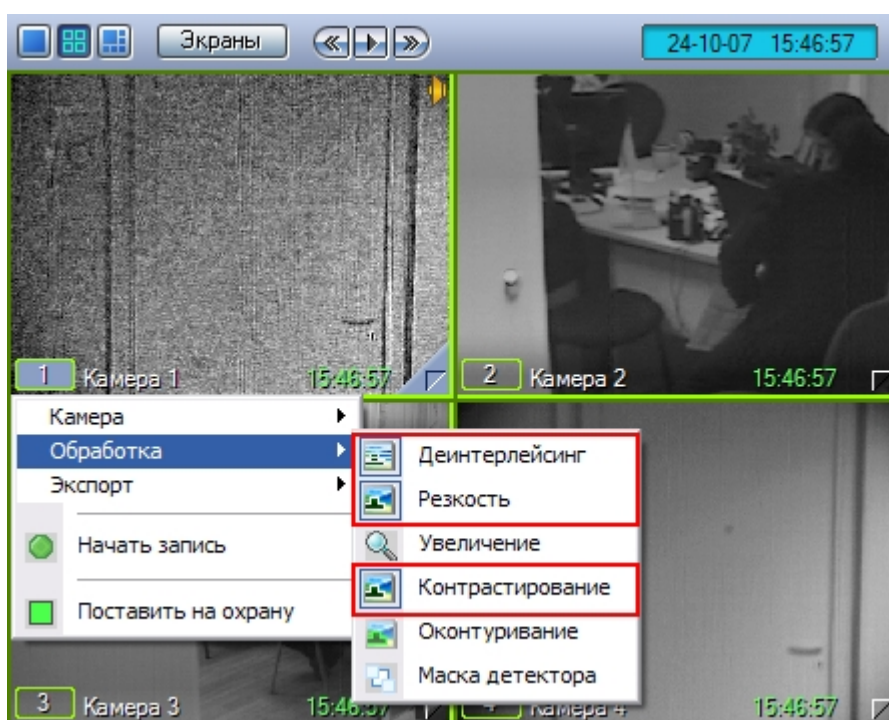 Экраны
24-10-07 15:46:57
1 Камера 1 15:46:57
2 Камера 2 15:46:57
Камера
Обработка
Экспорт
Начать запись
Поставить на охрану
Деинтерлейсинг
Резкость
Увеличение
Контрастирование
Оконтуривание
Маска детектора
3 Камера 3 15:46:57
4 Камера 4 15:46:57